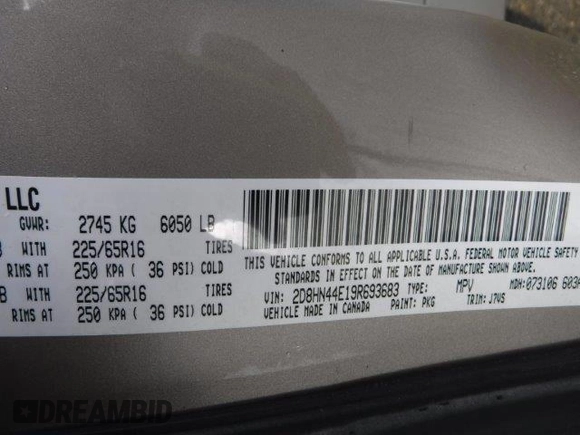 LLC
GVWR: 2745 KG 6050 LB
WITH 225/65R16 TIRES
RIMS AT 250 KPA ( 36 PSI) COLD
B WITH 225/65R16 TIRES
RIMS AT 250 KPA ( 36 PSI) COLD
THIS VEHICLE CONFORMS TO ALL APPLICABLE U.S.A. FEDERAL MOTOR VEHICLE SAFETY
STANDARDS IN EFFECT ON THE DATE OF MANUFACTURE SHOWN ABOVE.
VIN: 2D8HN44E19R693683 TYPE: MPV MDH: 073106 603
VEHICLE MADE IN CANADA PAINT: PKG TRIM: J7VS
DREAMBID